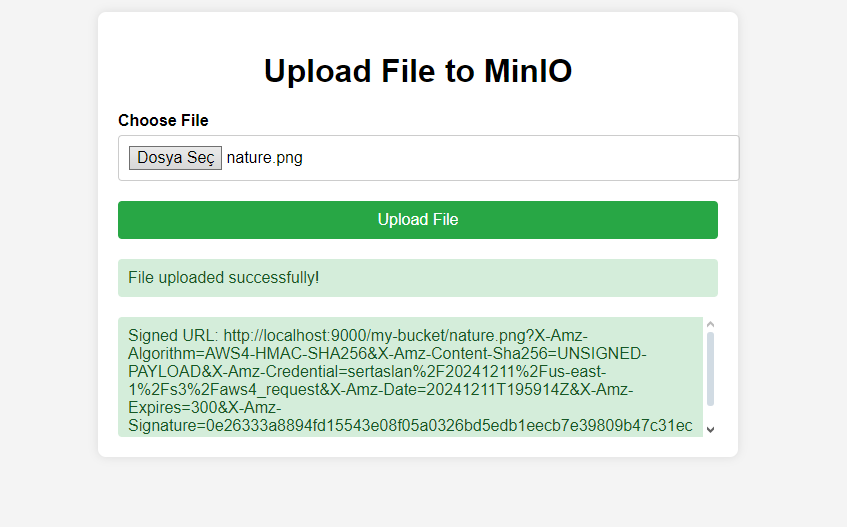 Upload File to MinIO
Choose File
Dosya Seç nature.png
Upload File
File uploaded successfully!
Signed URL: http://localhost:9000/my-bucket/nature.png?X-Amz-
Algorithm=AWS4-HMAC-SHA256&X-Amz-Content-Sha256=UNSIGNED-
PAYLOAD&X-Amz-Credential=sertaslan%2F20241211%2Fus-east-
1%2Fs3%2Faws4_request&X-Amz-Date=20241211T195914Z&X-Amz-
Expires=300&X-Amz-
Signature=0e26333a8894fd15543e08f05a0326bd5edb1eecb7e39809b47c31ec